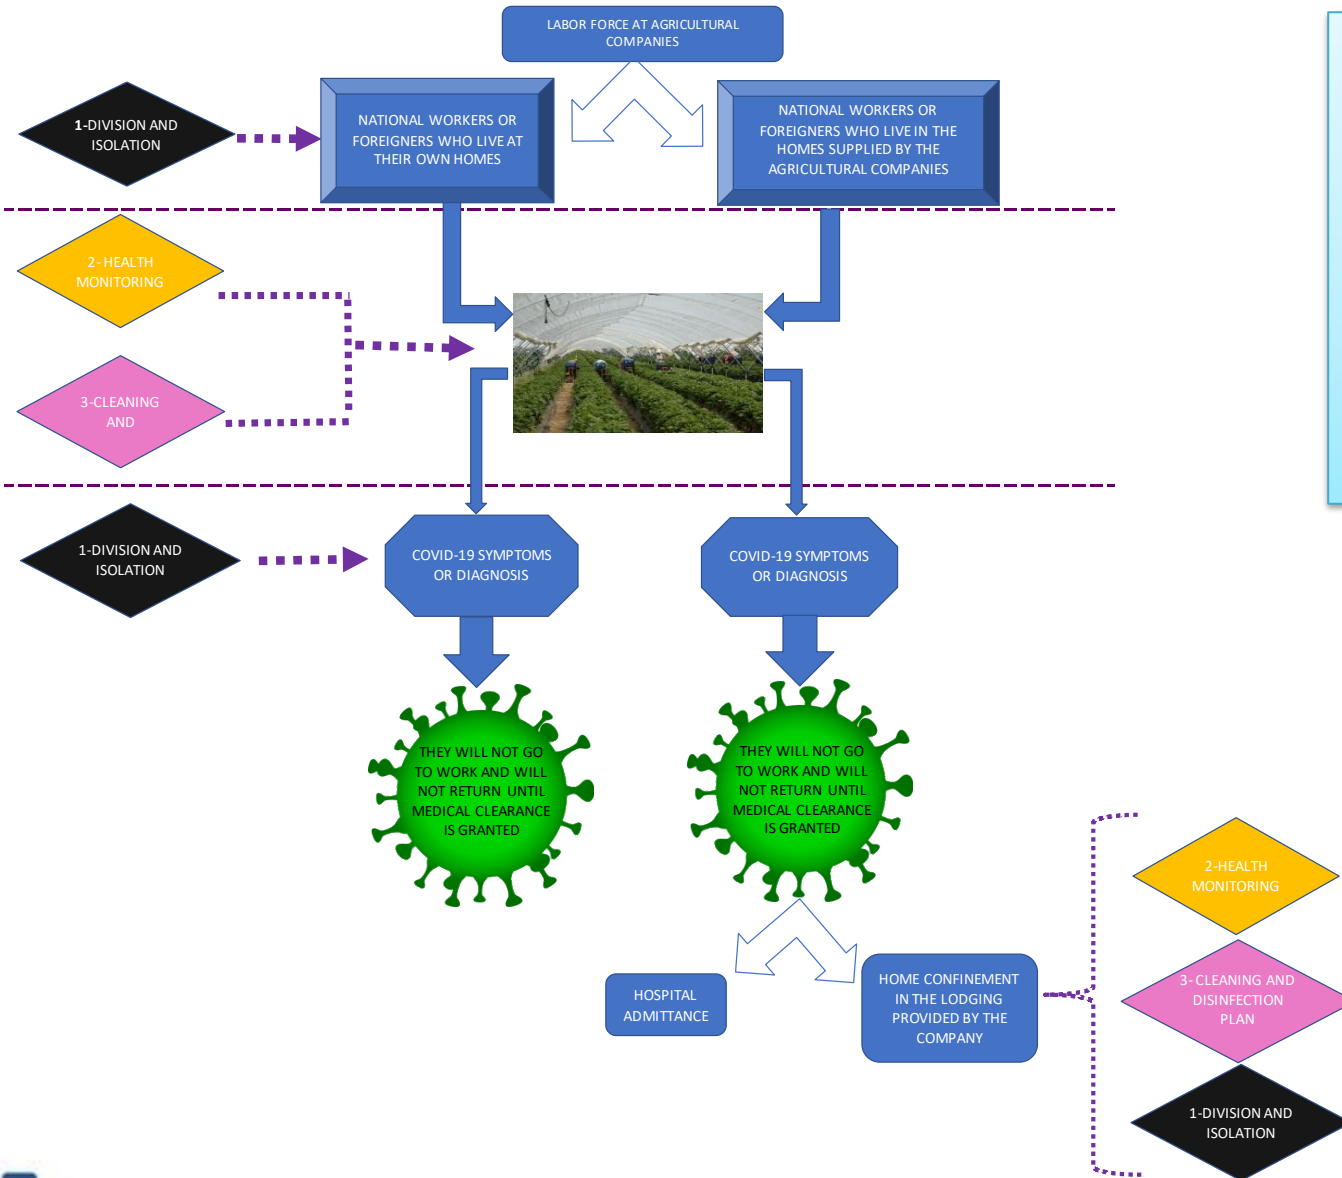 LABOR FORCE AT AGRICULTURAL
COMPANIES
1-DIVISION AND
ISOLATION
NATIONAL WORKERS OR
FOREIGNERS WHO LIVE AT
THEIR OWN HOMES
NATIONAL WORKERS OR
FOREIGNERS WHO LIVE IN THE
HOMES SUPPLIED BY THE
AGRICULTURAL COMPANIES
2- HEALTH
MONITORING
3-CLEANING
AND
1-DIVISION AND
ISOLATION
COVID-19 SYMPTOMS
OR DIAGNOSIS
COVID-19 SYMPTOMS
OR DIAGNOSIS
THEY WILL NOT GO
TO WORK AND WILL
NOT RETURN UNTIL
MEDICAL CLEARANCE
IS GRANTED
THEY WILL NOT GO
TO WORK AND WILL
NOT RETURN UNTIL
MEDICAL CLEARANCE
IS GRANTED
HOSPITAL
ADMITTANCE
HOME CONFINEMENT
IN THE LODGING
PROVIDED BY THE
COMPANY
2-HEALTH
MONITORING
3- CLEANING AND
DISINFECTION
PLAN
1-DIVISION AND
ISOLATION